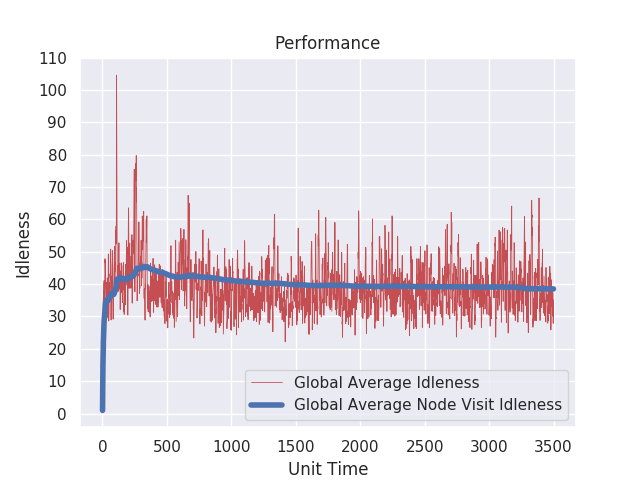 Performance
110
100
90
80
70
60
50
40
30
20
10
0
Idleness
0 500 1000 1500 2000 2500 3000 3500
Unit Time
Global Average Idleness
Global Average Node Visit Idleness